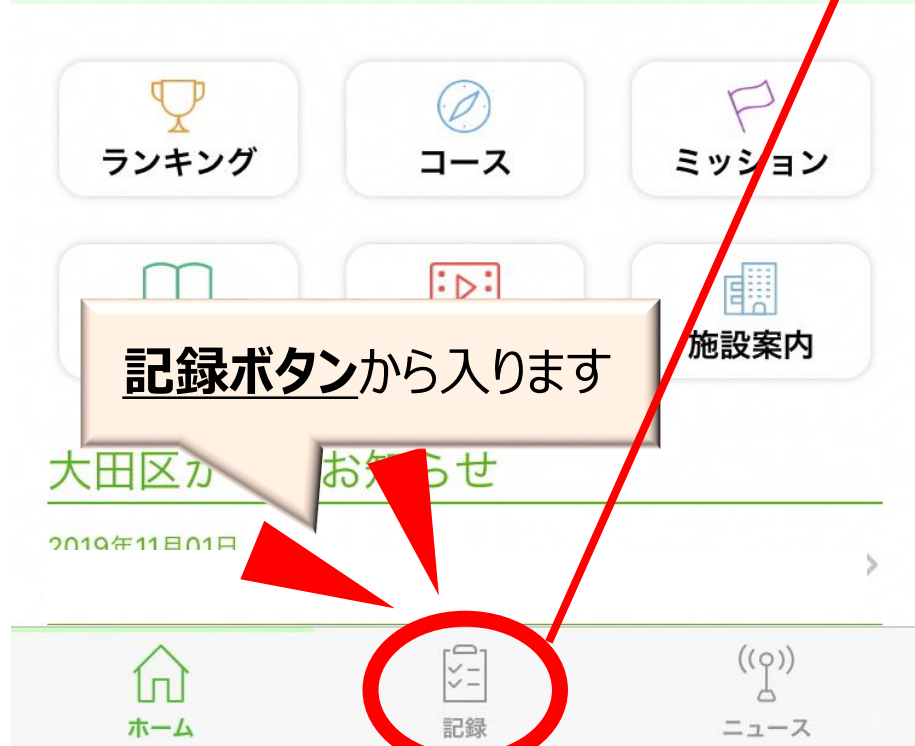 ランキング
コース
ミッション
施設案内
記録ボタンから入ります
大田区か
お知らせ
2019年11月01日
ホーム
記録
ニュース